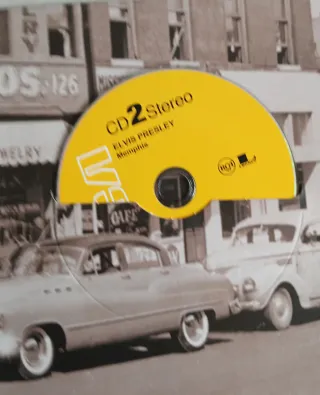 OS. 126
CD2Stereo
ELVIS PRESLEY
Memphis
WELRY
RCA